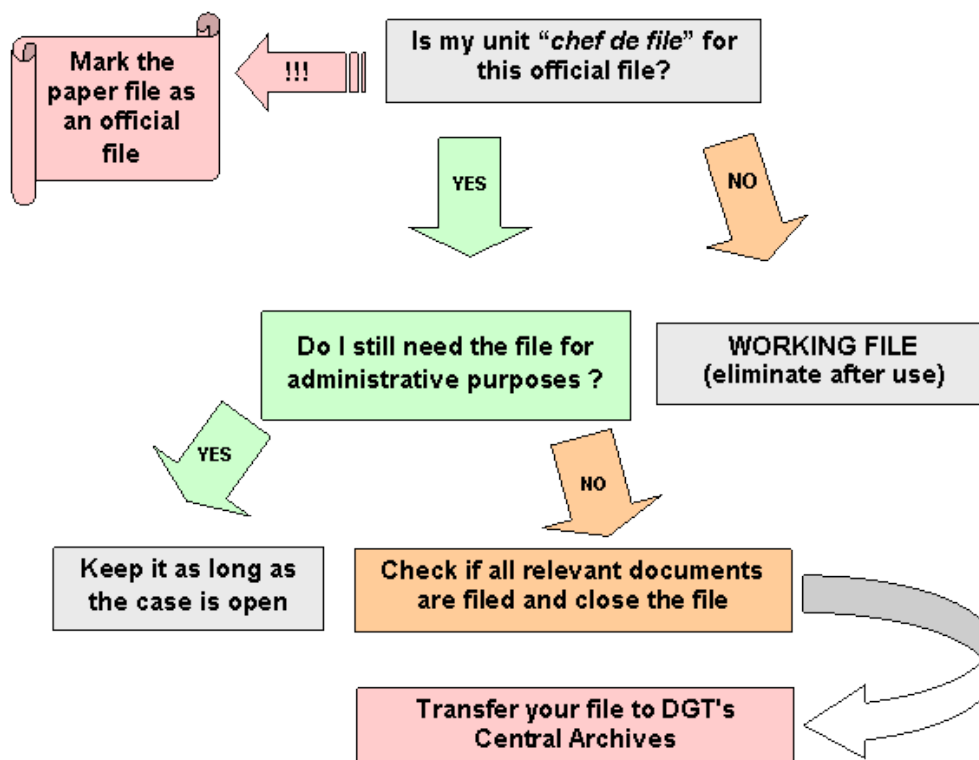 Mark the
paper file as
an official
file
!!!
Is my unit “chef de file” for
this official file?
YES
NO
Do I still need the file for
administrative purposes ?
WORKING FILE
(eliminate after use)
YES
NO
Keep it as long as
the case is open
Check if all relevant documents
are filed and close the file
Transfer your file to DGT's
Central Archives